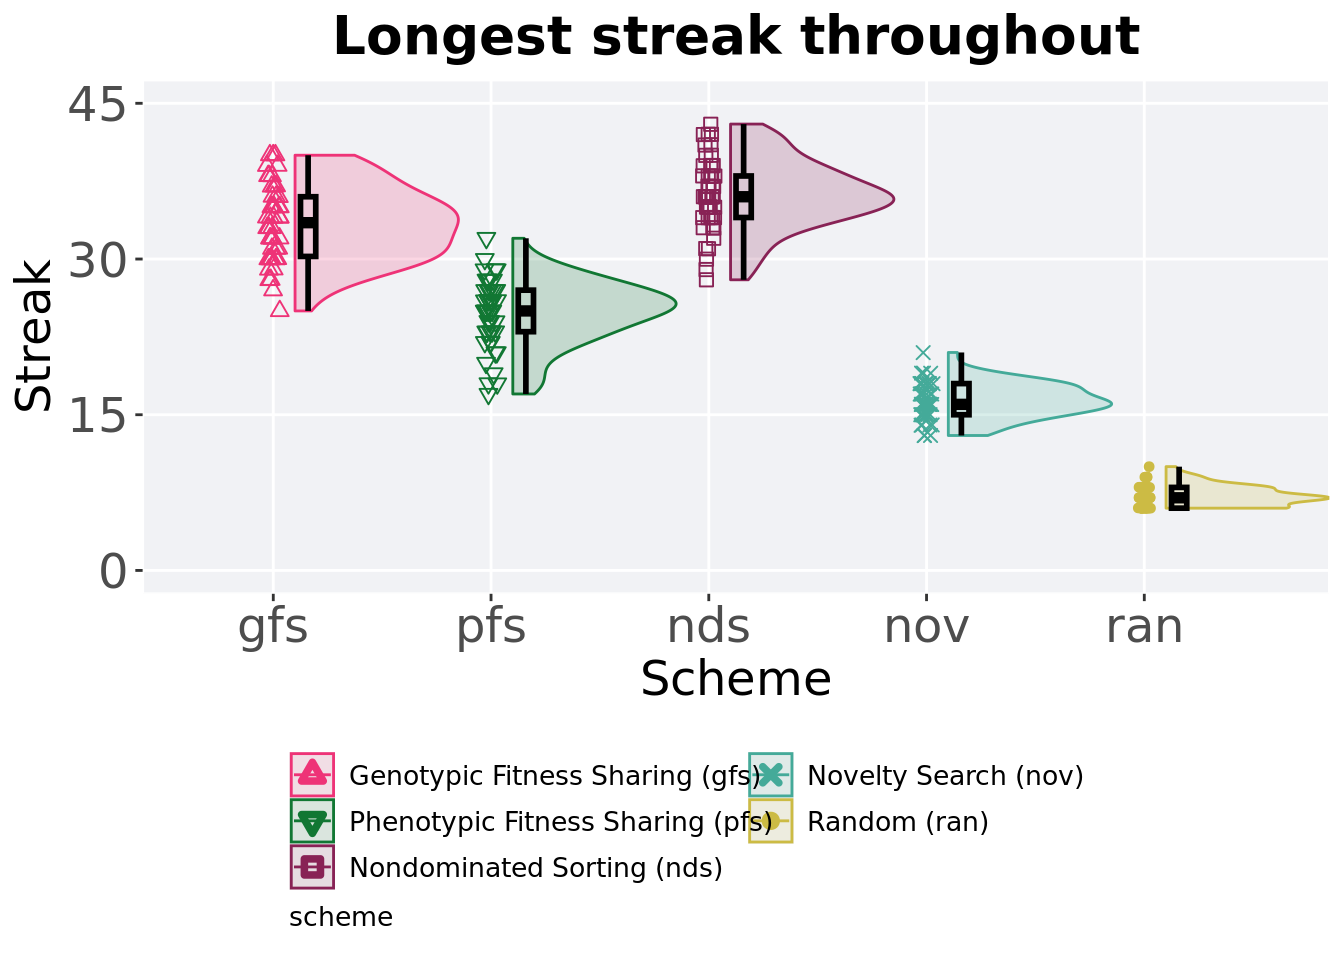 Longest streak throughout
45
30
15
0
Streak
gfs pfs nds nov ran
Scheme
Genotypic Fitness Sharing (gfs) Novelty Search (nov)
Phenotypic Fitness Sharing (pfs) Random (ran)
Nondominated Sorting (nds)
scheme